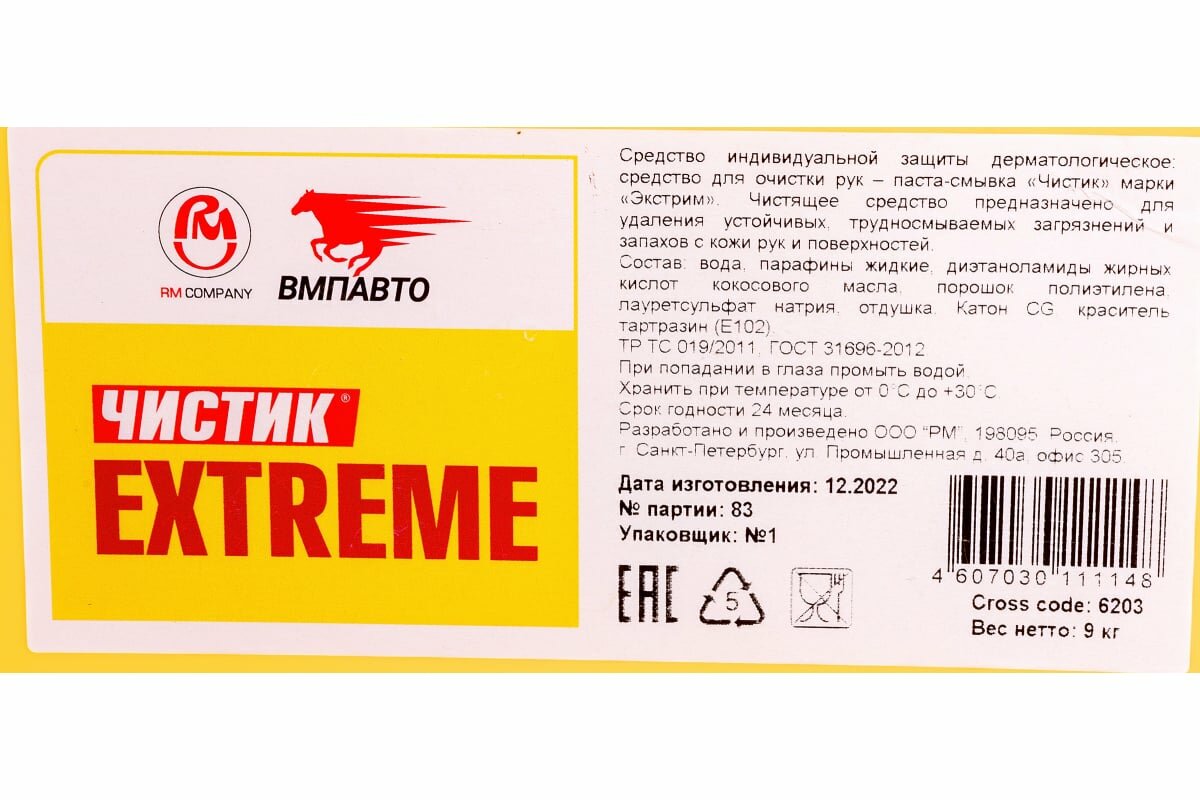 RM
RM COMPANY
ВМПАВТО
ЧИСТИК®
EXTREME
Средство индивидуальной защиты дерматологическое:
средство для очистки рук – паста-смывка «Чистик» марки
«Экстрим». Чистящее средство предназначено для
удаления устойчивых, трудносмываемых загрязнений и
запахов с кожи рук и поверхностей.
Состав: вода, парафины жидкие, диэтаноламиды жирных
кислот кокосового масла, порошок полиэтилена,
лауретсульфат натрия, отдушка, Катон CG, краситель
тартразин (Е102).
ТР ТС 019/2011, ГОСТ 31696-2012
При попадании в глаза промыть водой.
Хранить при температуре от 0°С до +30°С.
Срок годности 24 месяца.
Разработано и произведено ООО "РМ", 198095, Россия,
г. Санкт-Петербург, ул. Промышленная д. 40а, офис 305.
Дата изготовления: 12.2022
№ партии: 83
Упаковщик: №1
EAC
5
4 607030 111148
Cross code: 6203
Вес нетто: 9 кг